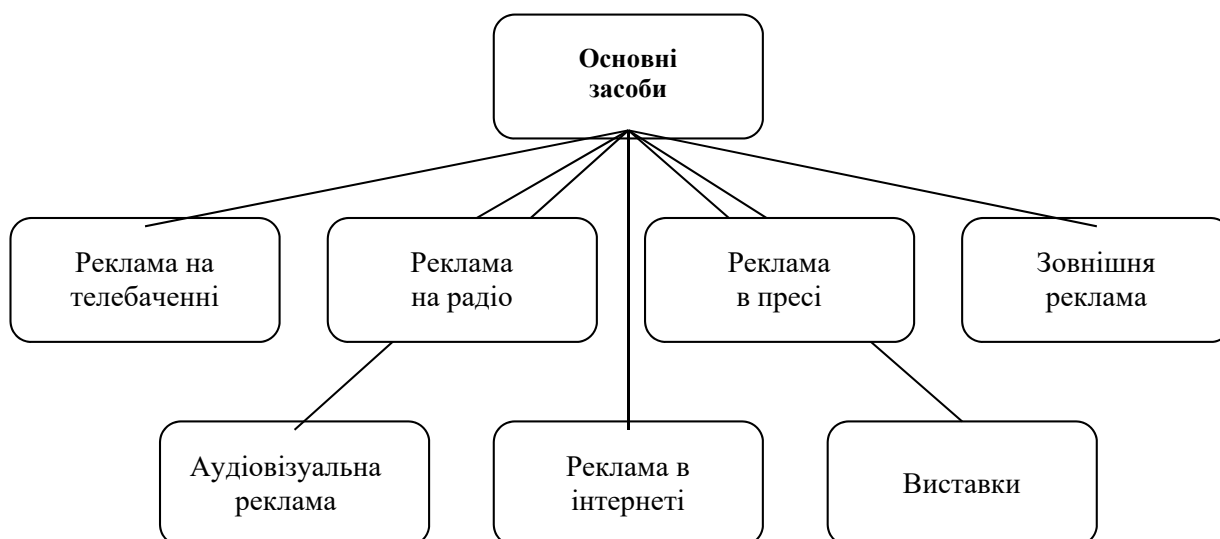 Основні
засоби
Реклама на
телебаченні
Реклама
на радіо
Реклама
в пресі
Зовнішня
реклама
Аудіовізуальна
реклама
Реклама в
інтернеті
Виставки